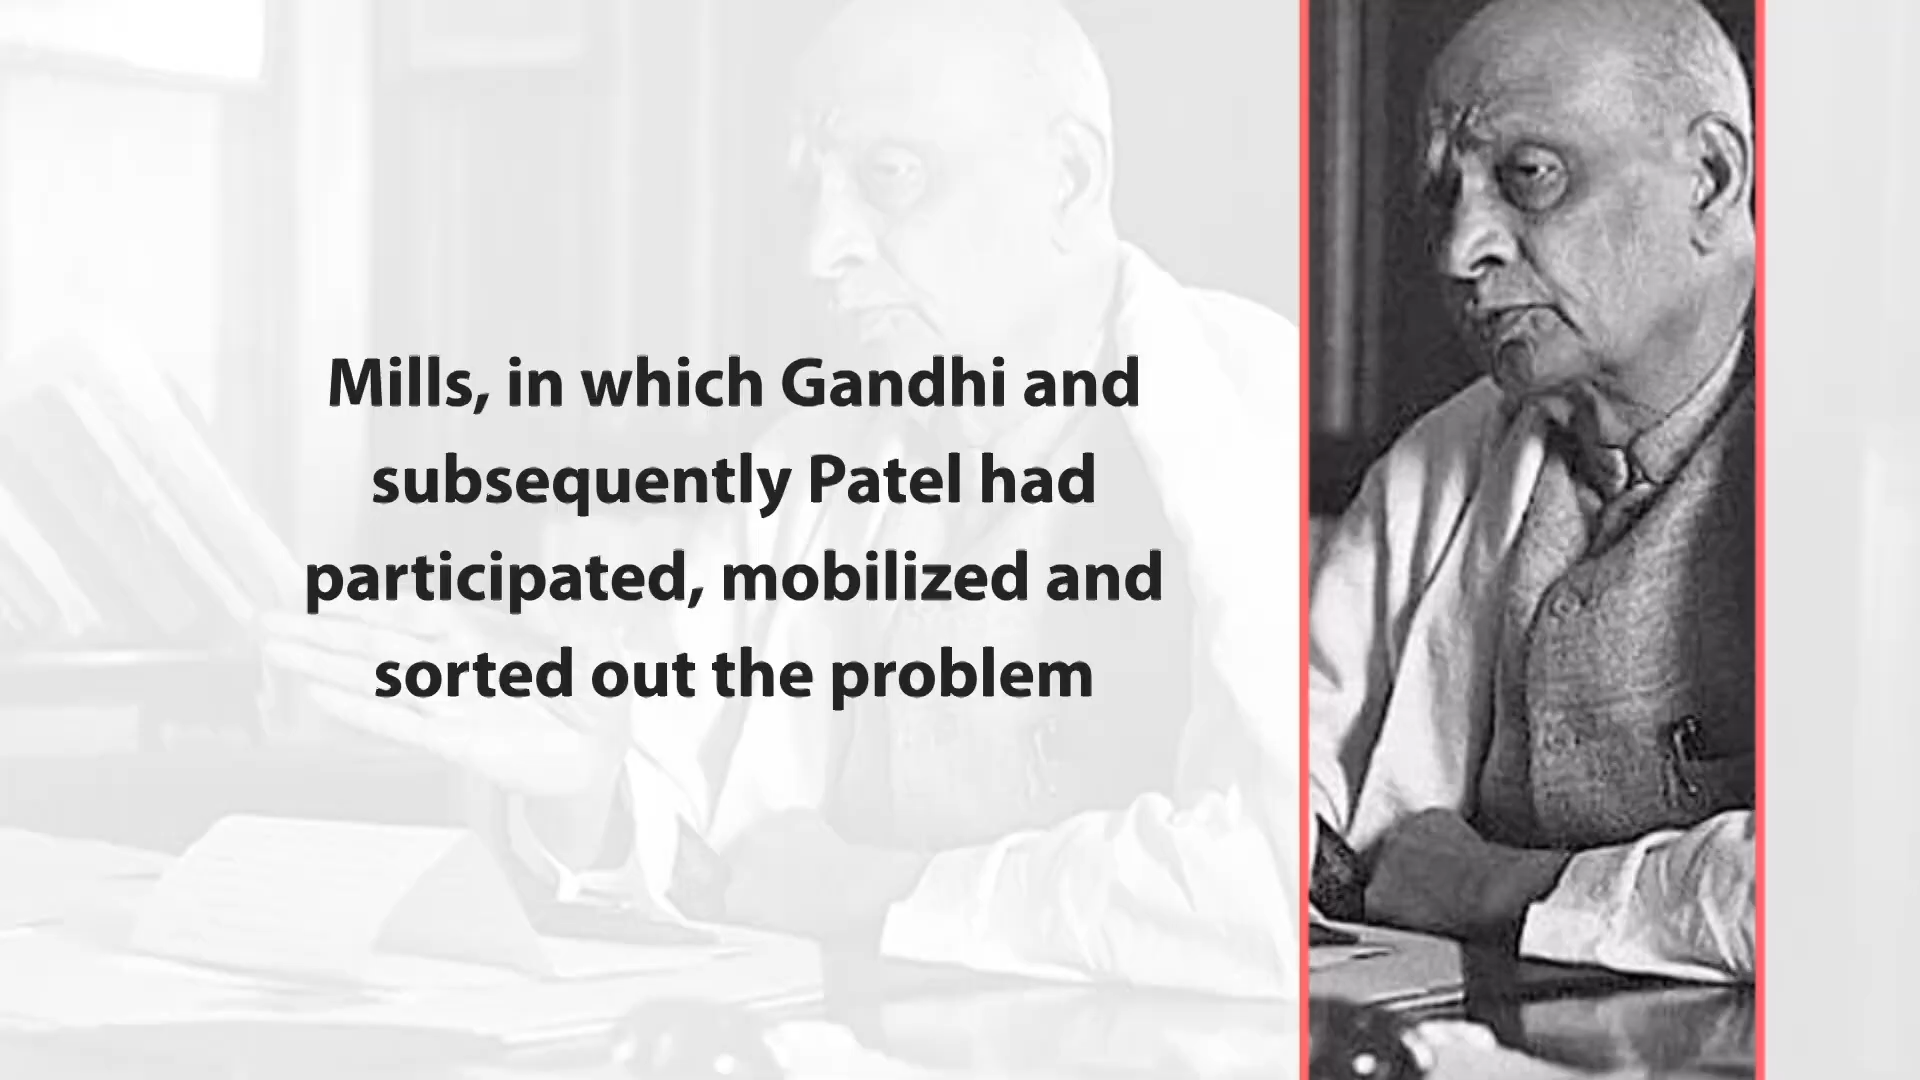 Mills, in which Gandhi and
subsequently Patel had
participated, mobilized and
sorted out the problem